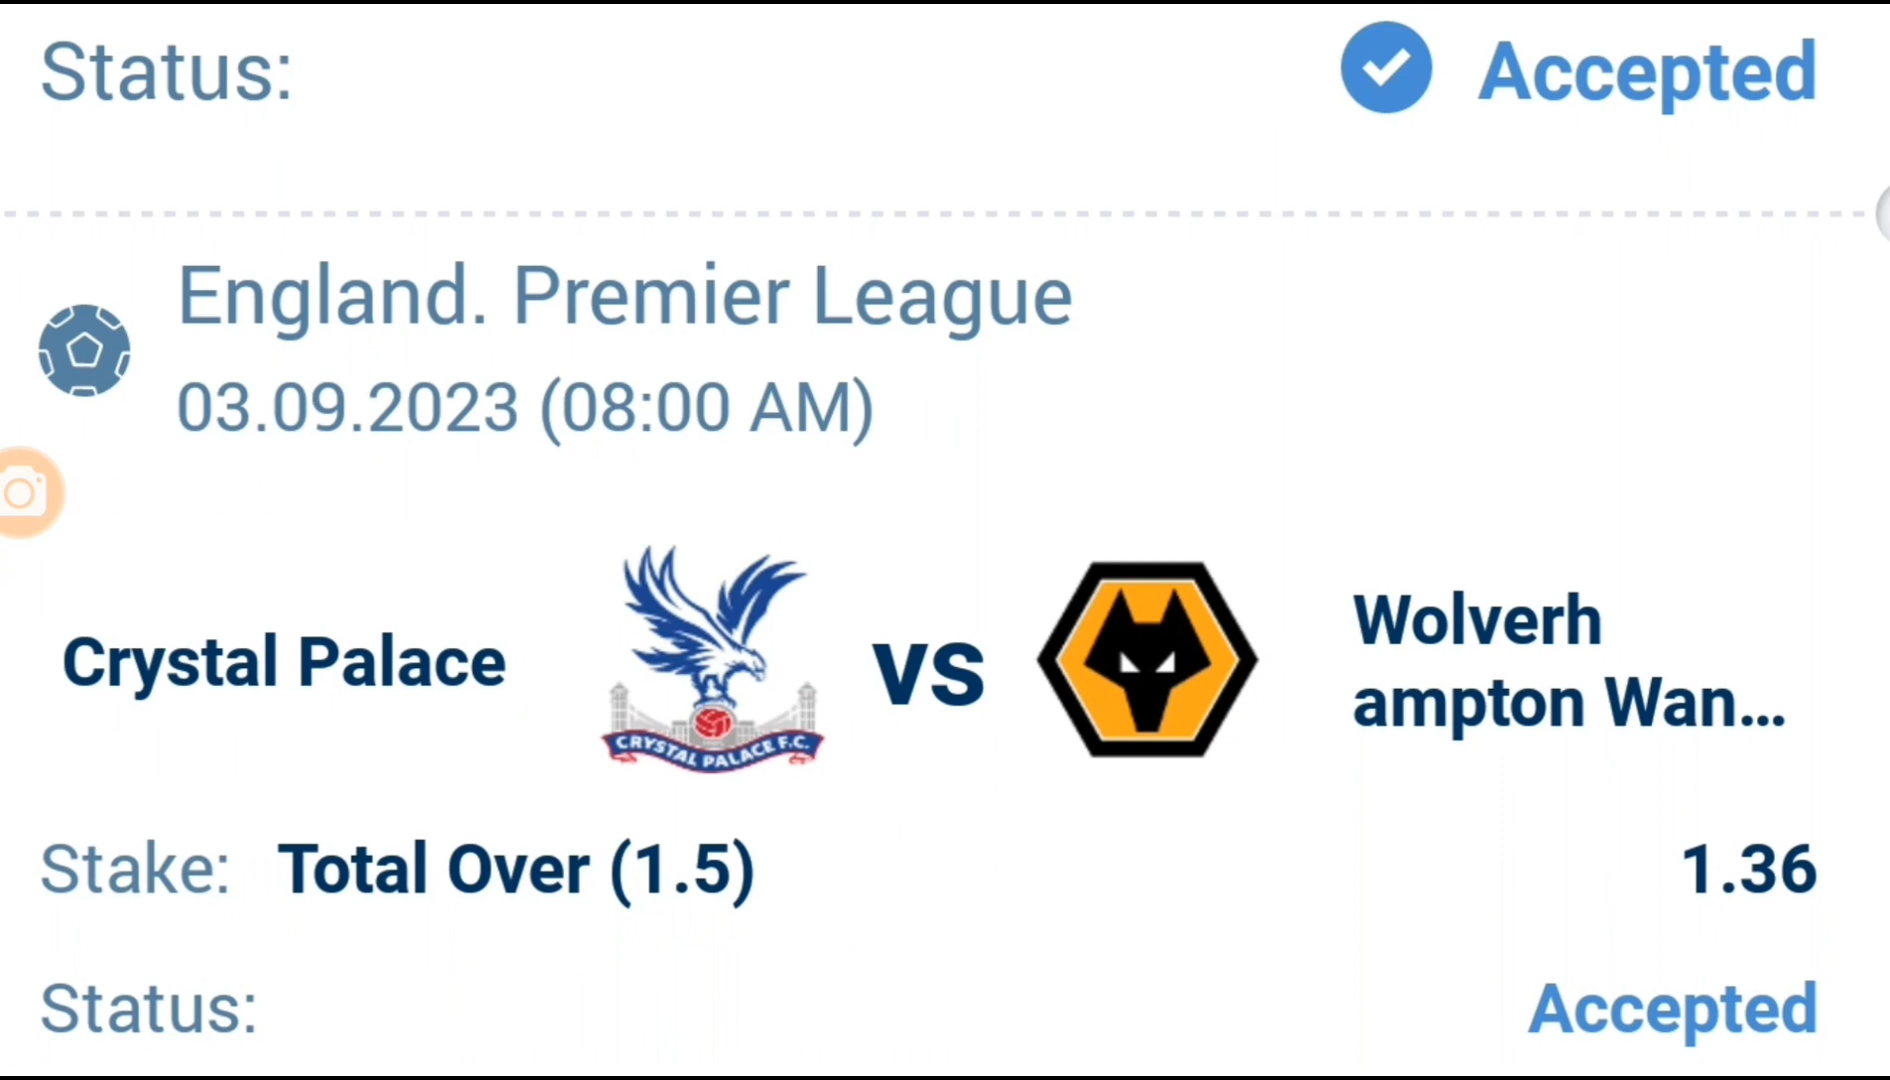 Status: Accepted
England. Premier League
03.09.2023 (08:00 AM)
Crystal Palace
CRYSTAL PALACE F.C.
VS
Wolverh
ampton Wan...
Stake: Total Over (1.5) 1.36
Status: Accepted